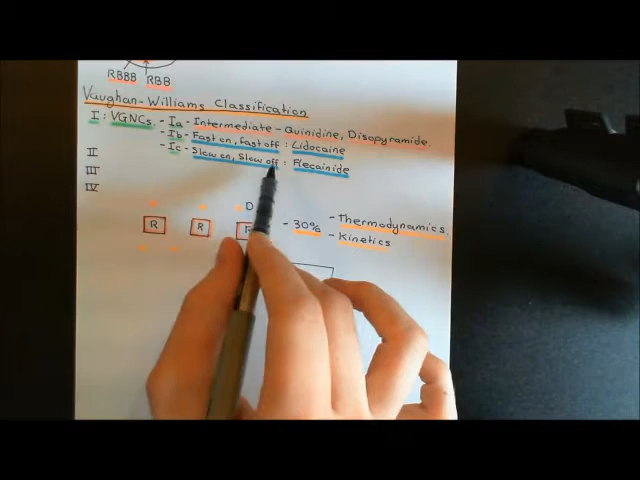 RBBB RBB
Vaughan-Williams Classification
I: VGNCs - Ia - Intermediate - Quinidine, Disopyramide.
- Ib - Fast on, fast off: Lidocaine
II - Ic - Slow on, Slow off: Flecainide
III
IV
D
R R R - 30% - Thermodynamics.
- Kinetics